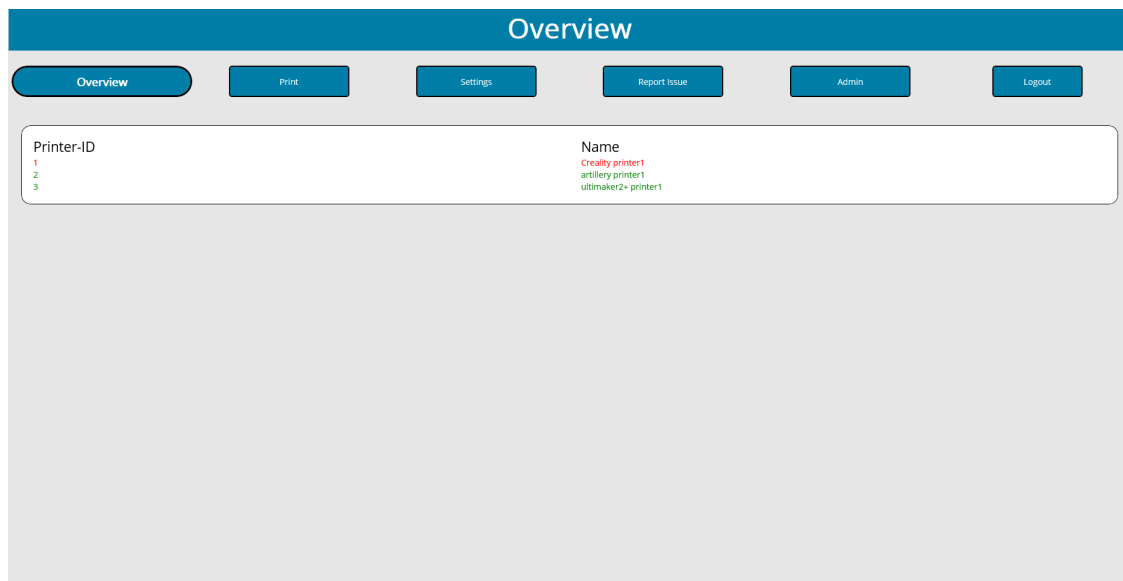 Overview
Overview Print Settings Report Issue Admin Logout
Printer-ID Name
1 Creality printer1
2 artillery printer1
3 ultimaker2+ printer1